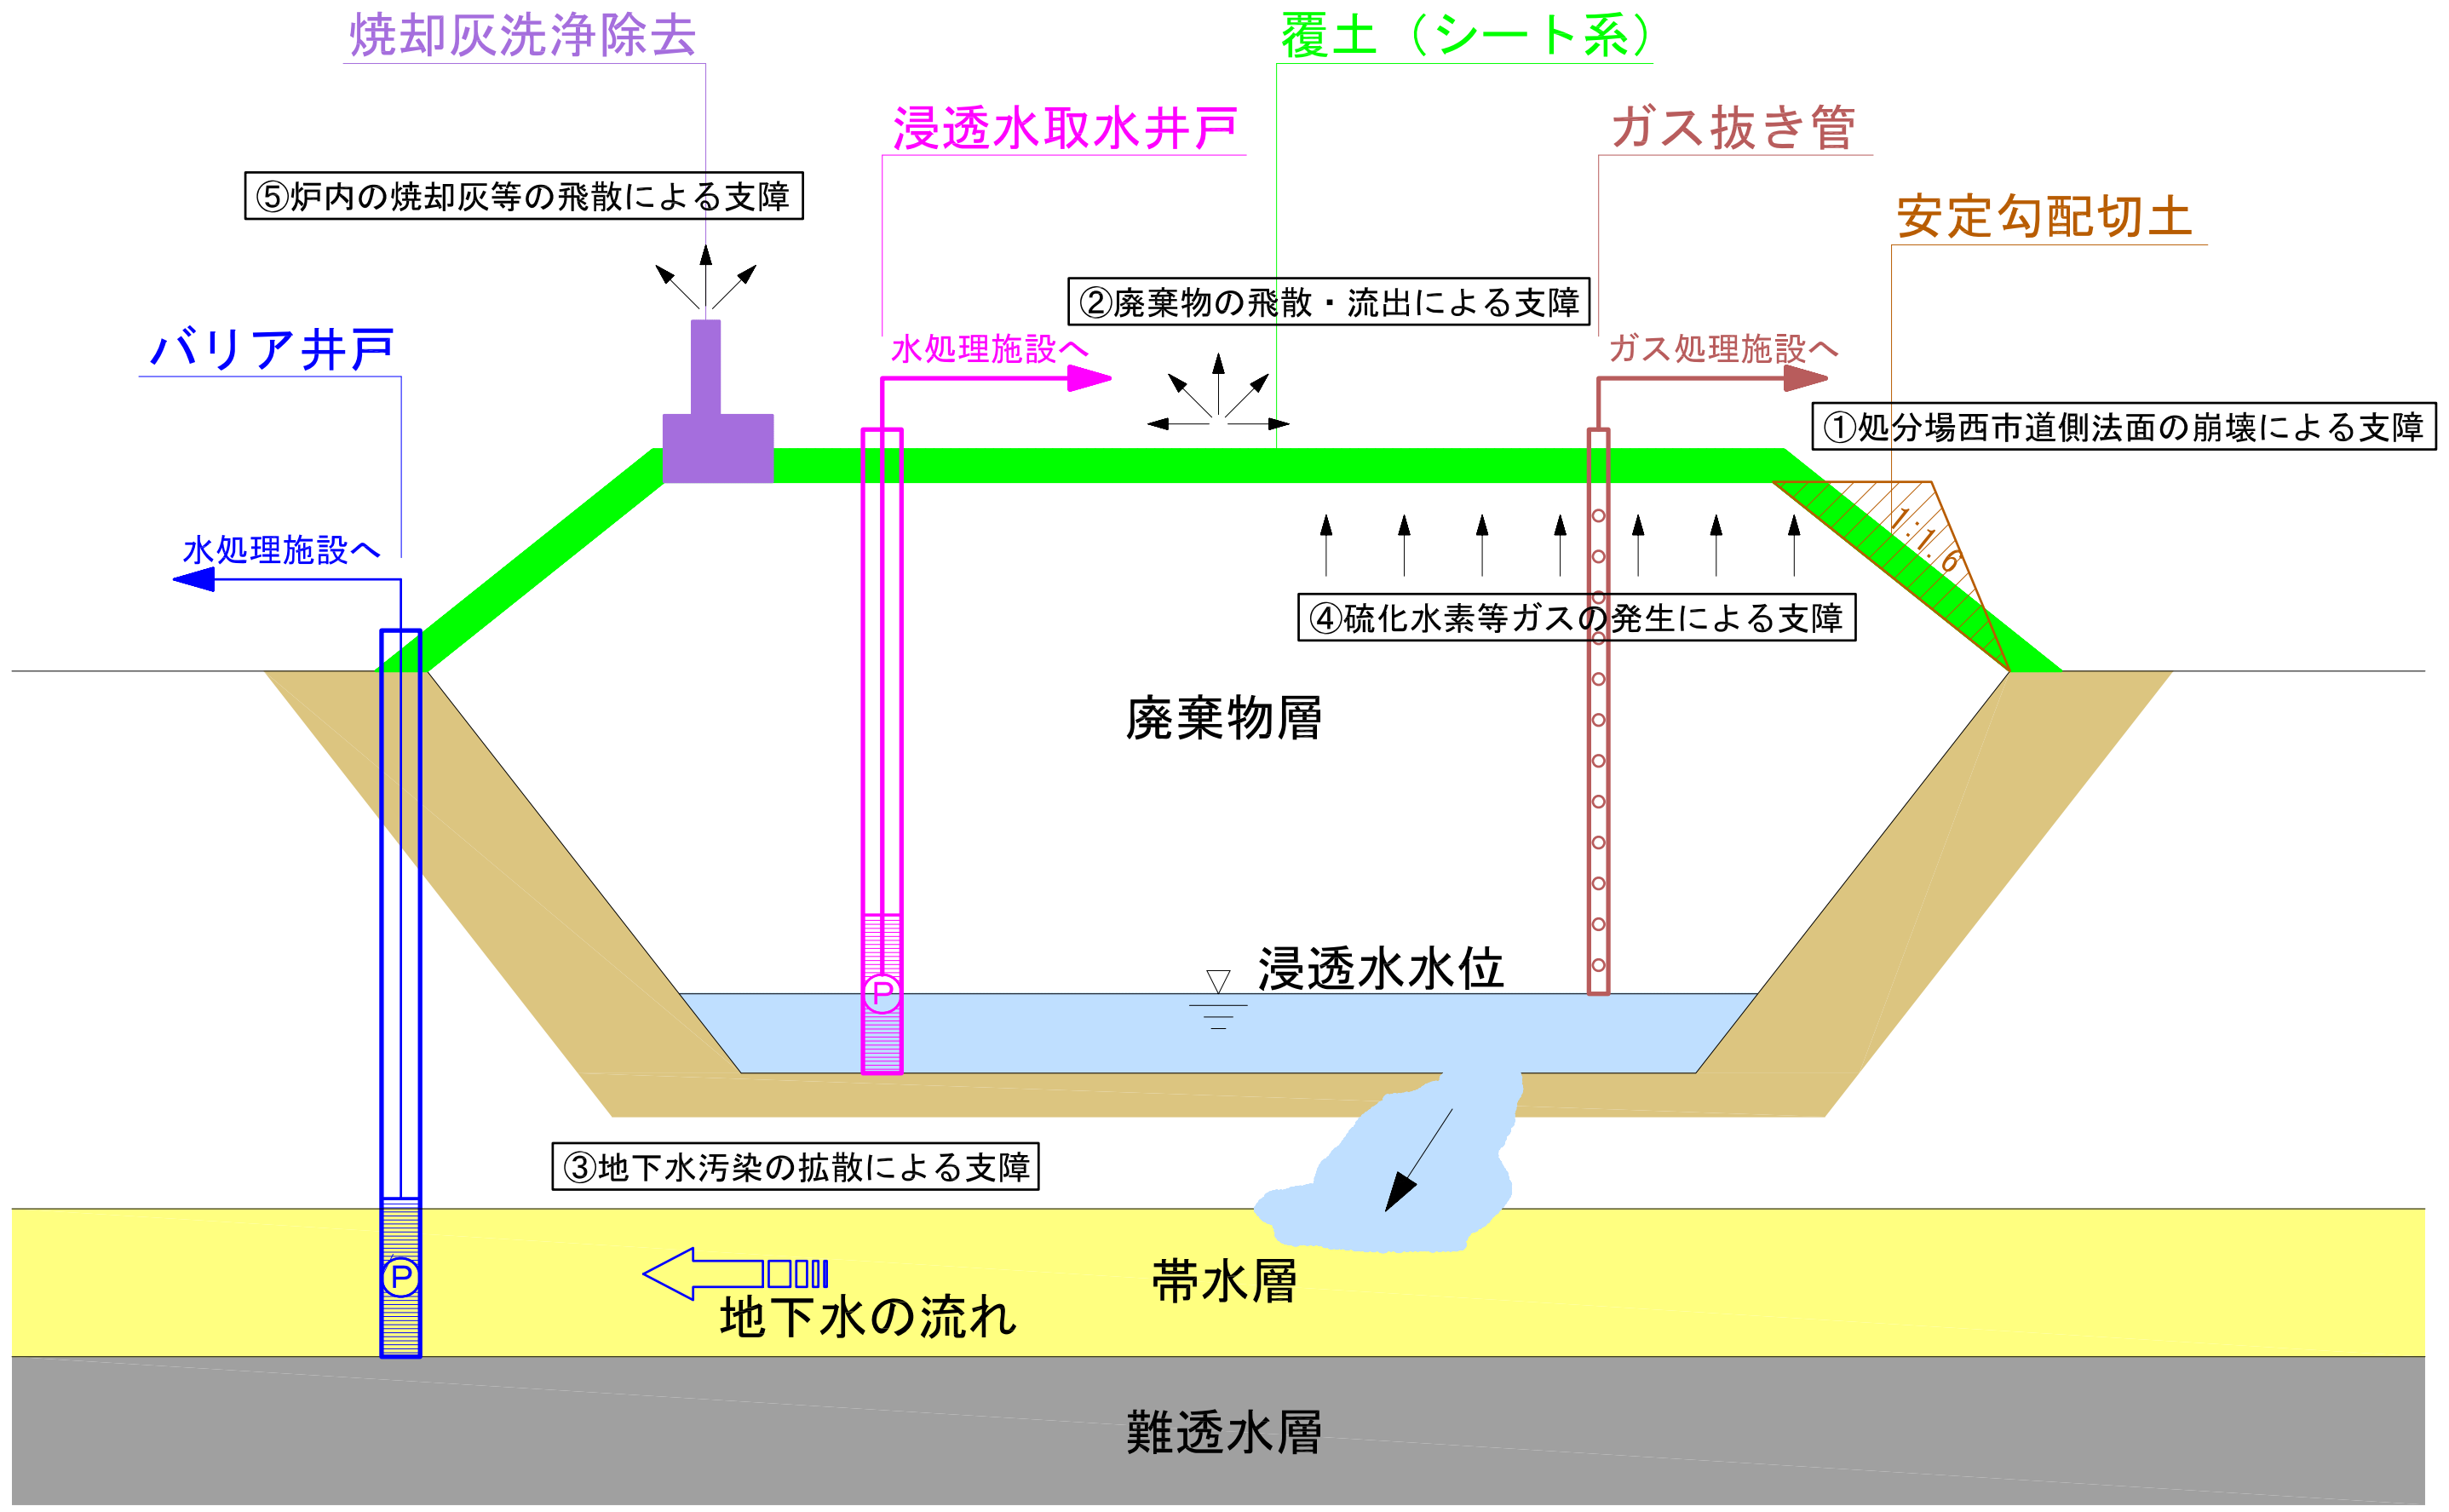 焼却灰洗浄除去
覆土（シート系）
浸透水取水井戸
ガス抜き管
⑤炉内の焼却灰等の飛散による支障
安定勾配切土
②廃棄物の飛散・流出による支障
バリア井戸
水処理施設へ
ガス処理施設へ
①処分場西市道側法面の崩壊による支障
水処理施設へ
1:1.6
④硫化水素等ガスの発生による支障
廃棄物層
浸透水水位
P
③地下水汚染の拡散による支障
P
帯水層
地下水の流れ
難透水層